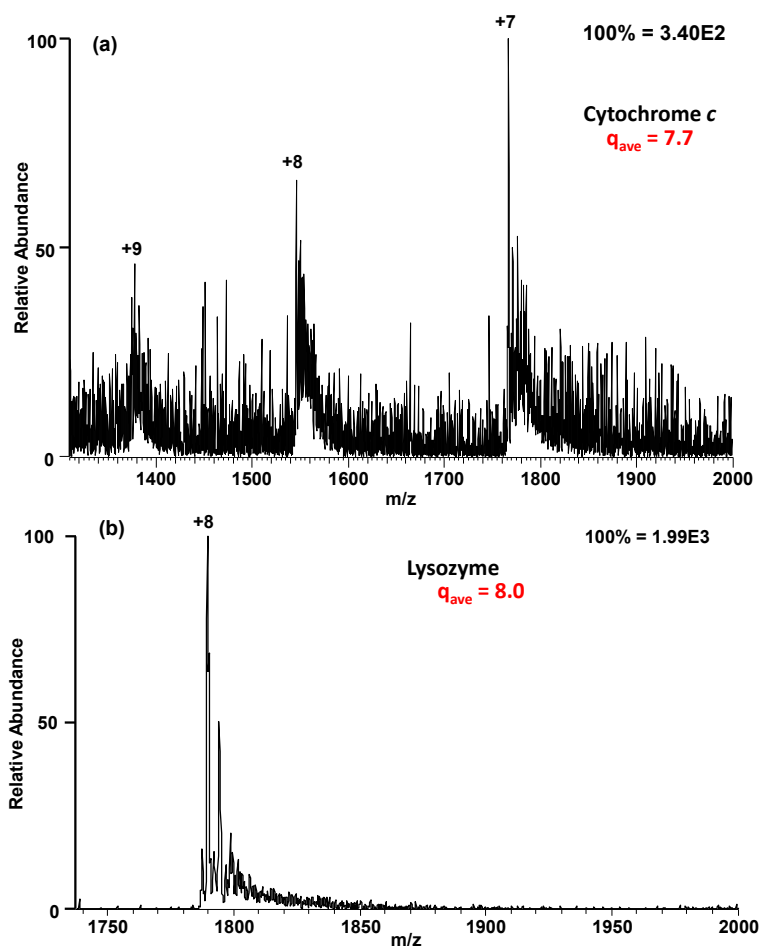 +7
100
(a)
100% = 3.40E2
Cytochrome c
qave = 7.7
+8
+9
50
Relative Abundance
0
1400 1500 1600 1700 1800 1900 2000
m/z
+8
100
(b)
100% = 1.99E3
Lysozyme
qave = 8.0
50
Relative Abundance
0
1750 1800 1850 1900 1950 2000
m/z